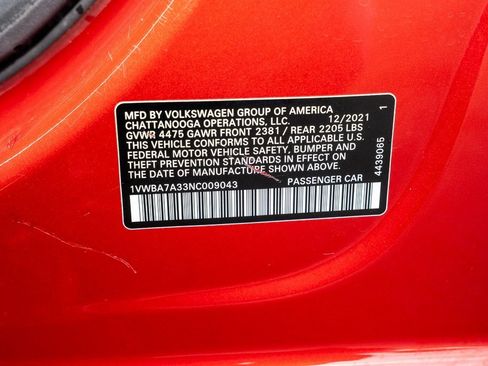 MFD BY VOLKSWAGEN GROUP OF AMERICA
CHATTANOOGA OPERATIONS, LLC. 12/2021 1
GVWR 4475 GAWR FRONT 2381 / REAR 2205 LBS
THIS VEHICLE CONFORMS TO ALL APPLICABLE U.S.
FEDERAL MOTOR VEHICLE SAFETY, BUMPER AND
THEFT PREVENTION STANDARDS IN EFFECT ON
THE DATE OF MANUFACTURE SHOWN ABOVE.
1VWBA7A33NC009043 PASSENGER CAR
4439065